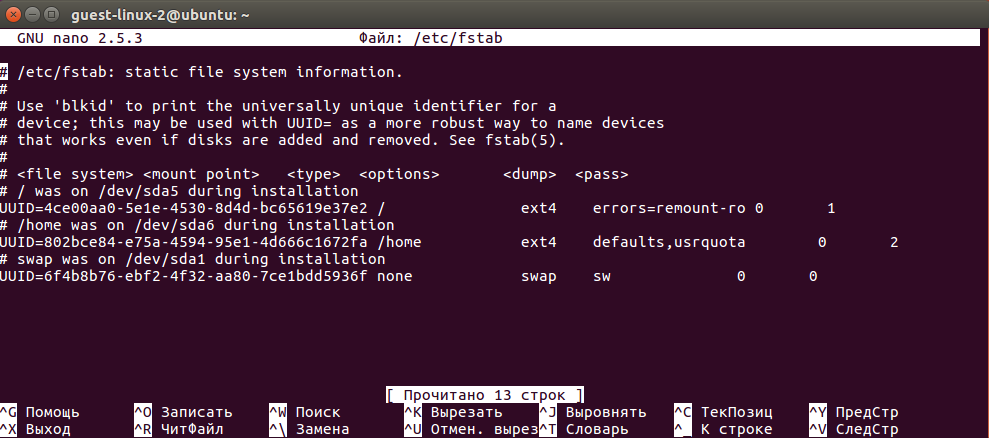 guest-linux-2@ubuntu: ~
GNU nano 2.5.3 Файл: /etc/fstab
# /etc/fstab: static file system information.
#
# Use 'blkid' to print the universally unique identifier for a
# device; this may be used with UUID= as a more robust way to name devices
# that works even if disks are added and removed. See fstab(5).
#
# <file system> <mount point>   <type>  <options>       <dump>  <pass>
# / was on /dev/sda5 during installation
UUID=4ce00aa0-5e1e-4530-8d4d-bc65619e37e2 /                 ext4    errors=remount-ro 0       1
# /home was on /dev/sda6 during installation
UUID=802bce84-e75a-4594-95e1-4d666c1672fa /home             ext4    defaults,usrquota        0       2
# swap was on /dev/sda1 during installation
UUID=6f4b8b76-ebf2-4f32-aa80-7ce1bdd5936f none              swap    sw              0       0
[ Прочитано 13 строк ]
^G Помощь ^O Записать ^W Поиск ^K Вырезать ^J Выровнять ^C ТекПозиц ^Y ПредСтр
^X Выход ^R ЧитФайл ^\ Замена ^U Отмен. вырез ^T Словарь ^_ К строке ^V СледСтр